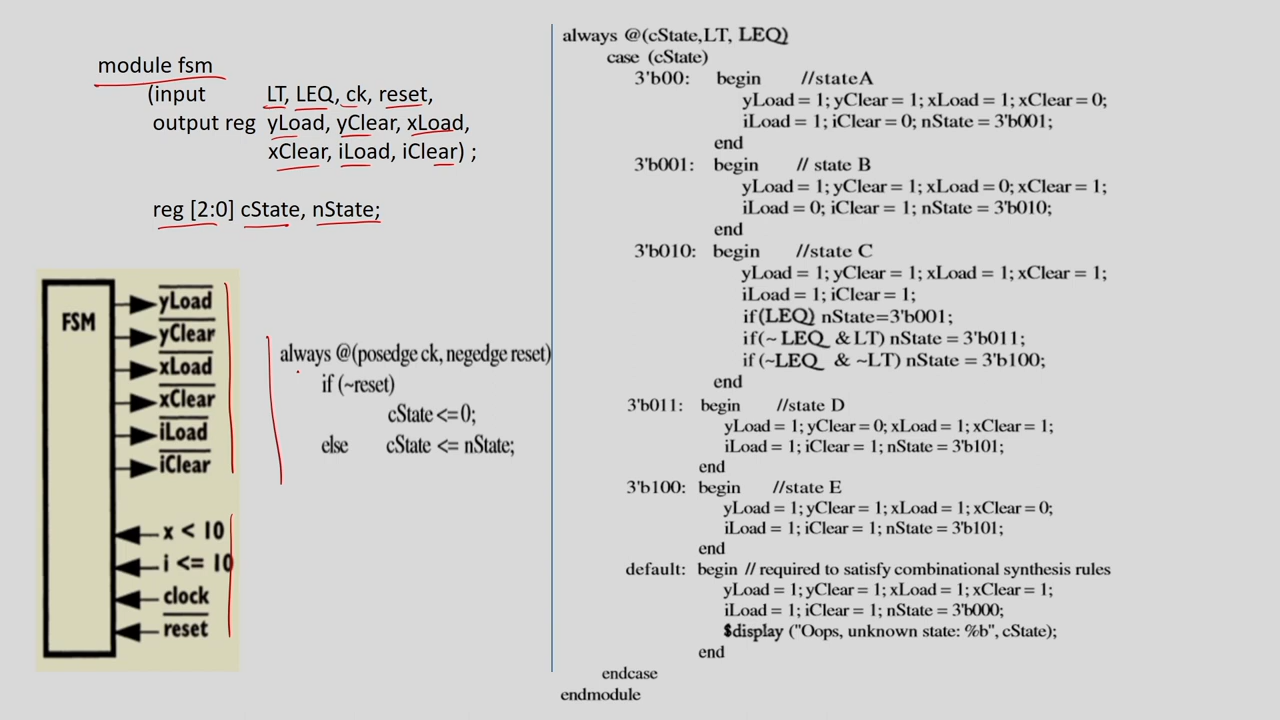 module fsm
(input LT, LEQ, ck, reset,
output reg yLoad, yClear, xLoad,
xClear, iLoad, iClear) ;
reg [2:0] cState, nState;
FSM
yLoad
yClear
xLoad
xClear
iLoad
iClear
x < 10
i <= 10
clock
reset
always @(posedge ck, negedge reset)
if (~reset)
cState <=0;
else cState <= nState;
always @(cState,LT, LEQ)
case (cState)
3'b00: begin //stateA
yLoad = 1; yClear = 1; xLoad = 1; xClear = 0;
iLoad = 1; iClear = 0; nState = 3'b001;
end
3'b001: begin // state B
yLoad = 1; yClear = 1; xLoad = 0; xClear = 1;
iLoad = 0; iClear = 1; nState = 3'b010;
end
3'b010: begin //state C
yLoad = 1; yClear = 1; xLoad = 1; xClear = 1;
iLoad = 1; iClear = 1;
if(LEQ) nState=3'b001;
if(~ LEQ & LT) nState = 3'b011;
if (~LEQ & ~LT) nState = 3'b100;
end
3'b011: begin //state D
yLoad = 1; yClear = 0; xLoad = 1; xClear = 1;
iLoad = 1; iClear = 1; nState = 3'b101;
end
3'b100: begin //state E
yLoad = 1; yClear = 1; xLoad = 1; xClear = 0;
iLoad = 1; iClear = 1; nState = 3'b101;
end
default: begin // required to satisfy combinational synthesis rules
yLoad = 1; yClear = 1; xLoad = 1; xClear = 1;
iLoad = 1; iClear = 1; nState = 3'b000;
$display ("Oops, unknown state: %b", cState);
end
endcase
endmodule